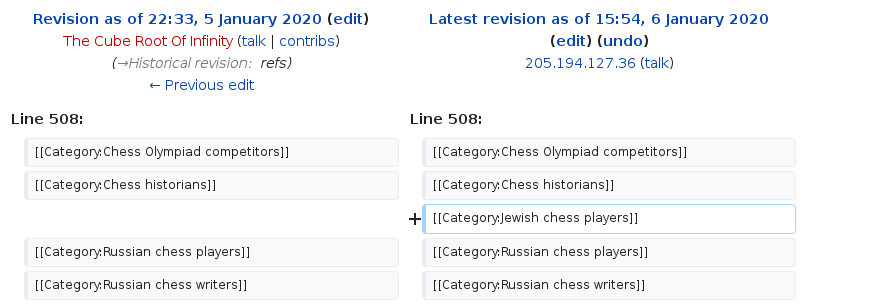 Revision as of 22:33, 5 January 2020 (edit)
The Cube Root Of Infinity (talk | contribs)
(→Historical revision: refs)
← Previous edit
Latest revision as of 15:54, 6 January 2020
(edit) (undo)
205.194.127.36 (talk)
Line 508:
Line 508:
[[Category:Chess Olympiad competitors]]
[[Category:Chess Olympiad competitors]]
[[Category:Chess historians]]
[[Category:Chess historians]]
+ [[Category:Jewish chess players]]
[[Category:Russian chess players]]
[[Category:Russian chess players]]
[[Category:Russian chess writers]]
[[Category:Russian chess writers]]